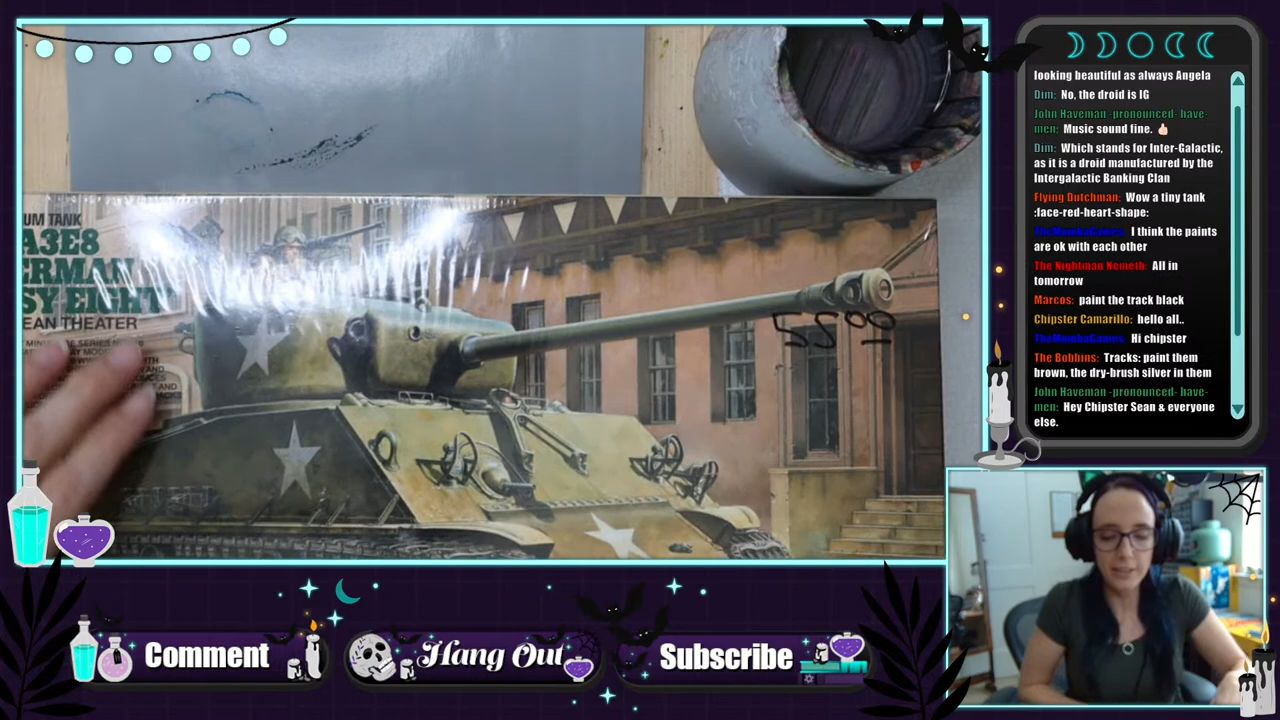 looking beautiful as always Angela
Dim: No, the droid is IG
John Haveman -pronounced- have-
men: Music sound fine. 👍🏻
Dim: Which stands for Inter-Galactic,
as it is a droid manufactured by the
Intergalactic Banking Clan
Flying Dutchman: Wow a tiny tank
:face-red-heart-shape:
TheMombaGames: I think the paints
are ok with each other
The Nightman Nemeth: All in
tomorrow
Marcos: paint the track black
Chipster Camarillo: hello all..
TheMombaGames: Hi chipster
The Bobbins: Tracks: paint them
brown, the dry-brush silver in them
John Haveman -pronounced- have-
men: Hey Chipster Sean & everyone
else.
UM TANK
A3E8
ERMAN
SY EIGHT
EAN THEATER
Comment
Hang Out
Subscribe